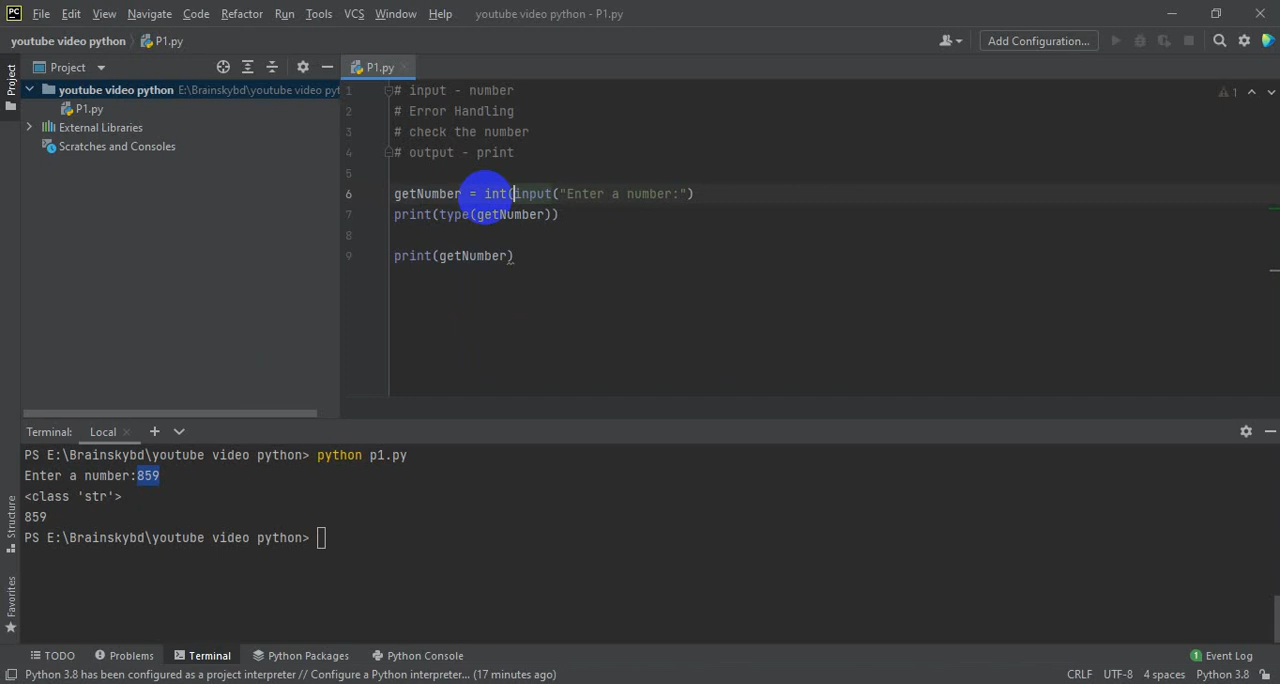 PC File Edit View Navigate Code Refactor Run Tools VCS Window Help youtube video python - P1.py
youtube video python P1.py Add Configuration...
Project Project P1.py
youtube video python E:\Brainskybd\youtube video pyt
P1.py
External Libraries
Scratches and Consoles
1 # input - number
2 # Error Handling
3 # check the number
4 # output - print
5
6 getNumber = int(input("Enter a number:")
7 print(type(getNumber))
8
9 print(getNumber)
1
Terminal: Local
PS E:\Brainskybd\youtube video python> python p1.py
Enter a number:859
<class 'str'>
859
PS E:\Brainskybd\youtube video python>
Structure
Favorites
TODO Problems Terminal Python Packages Python Console 1 Event Log
Python 3.8 has been configured as a project interpreter // Configure a Python interpreter... (17 minutes ago) CRLF UTF-8 4 spaces Python 3.8